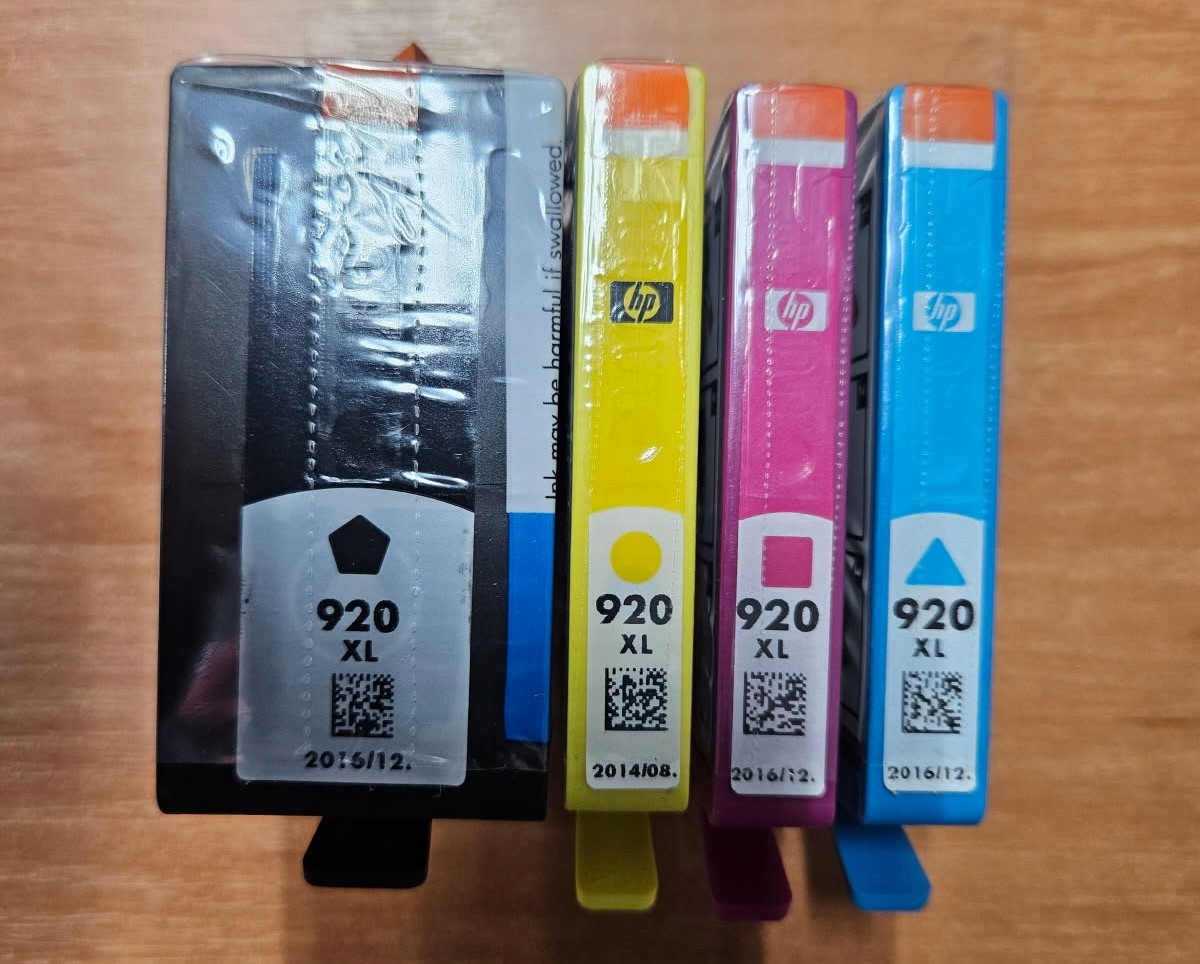 Ink may be harmful if swallowed.
920
XL
2016/12.
hp
920
XL
2014/08.
hp
920
XL
2016/12.
hp
920
XL
2016/12.